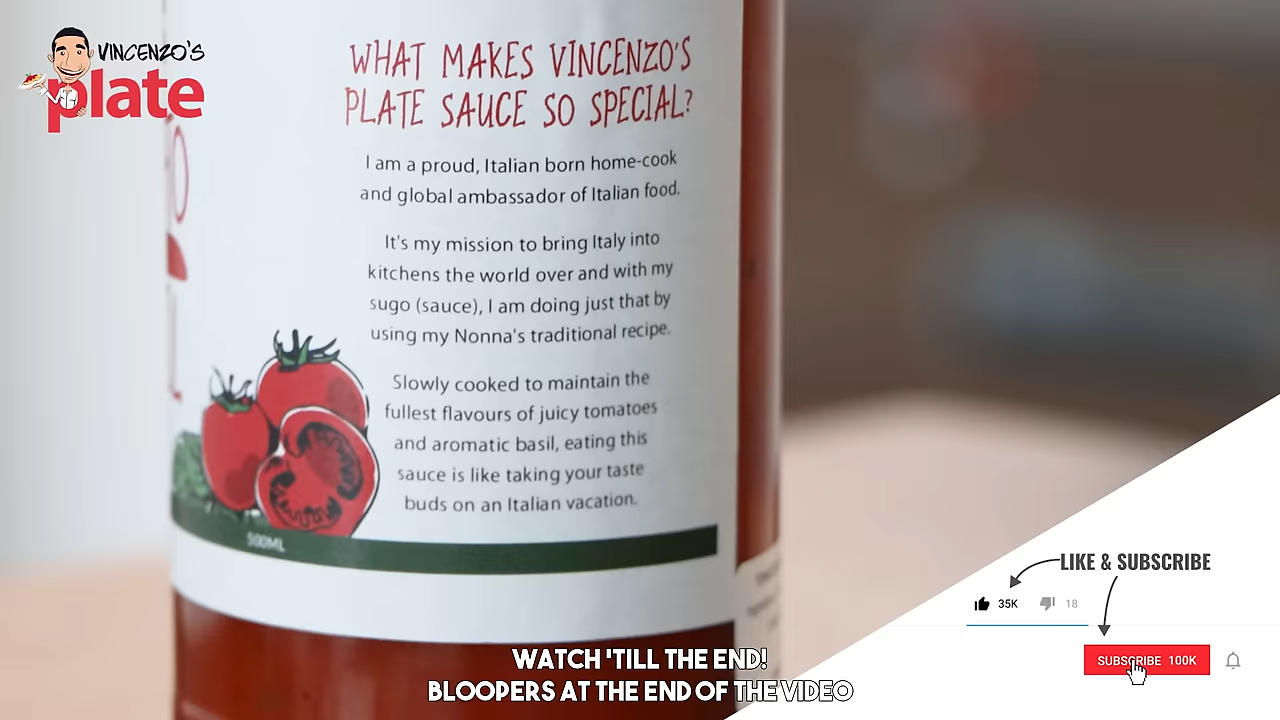 VINCENZO'S
plate
WHAT MAKES VINCENZO'S
PLATE SAUCE SO SPECIAL?
I am a proud, Italian born home-cook
and global ambassador of Italian food.
It's my mission to bring Italy into
kitchens the world over and with my
sugo (sauce), I am doing just that by
using my Nonna's traditional recipe.
Slowly cooked to maintain the
fullest flavours of juicy tomatoes
and aromatic basil, eating this
sauce is like taking your taste
buds on an Italian vacation.
500ML
LIKE & SUBSCRIBE
35K
18
SUBSCRIBE 100K
WATCH 'TILL THE END!
BLOOPERS AT THE END OF THE VIDEO